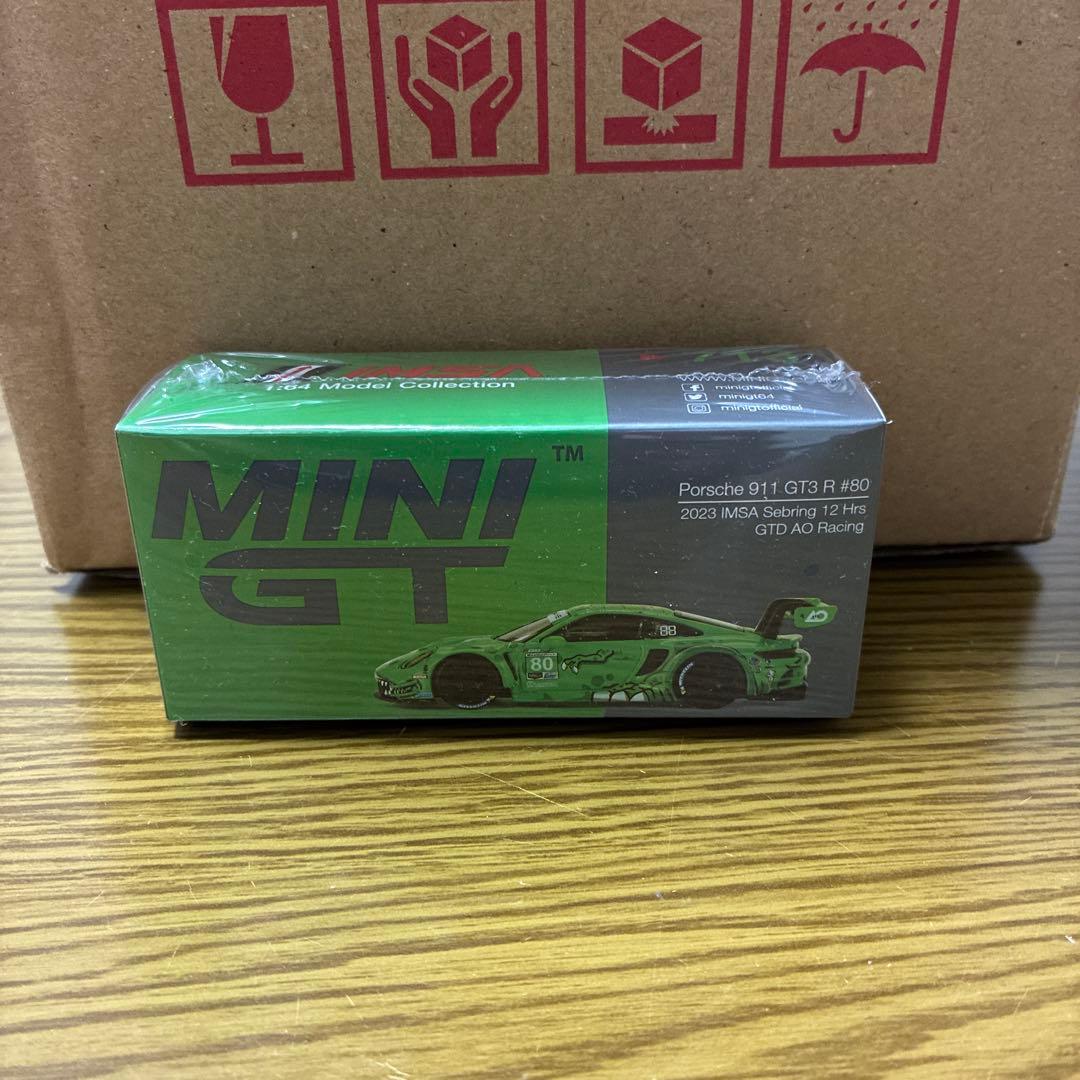 IMSA
1:64 Model Collection
minigtofficial
minigt64
minigtofficial
MINI
GT
TM
Porsche 911 GT3 R #80
2023 IMSA Sebring 12 Hrs
GTD AO Racing
80
AO